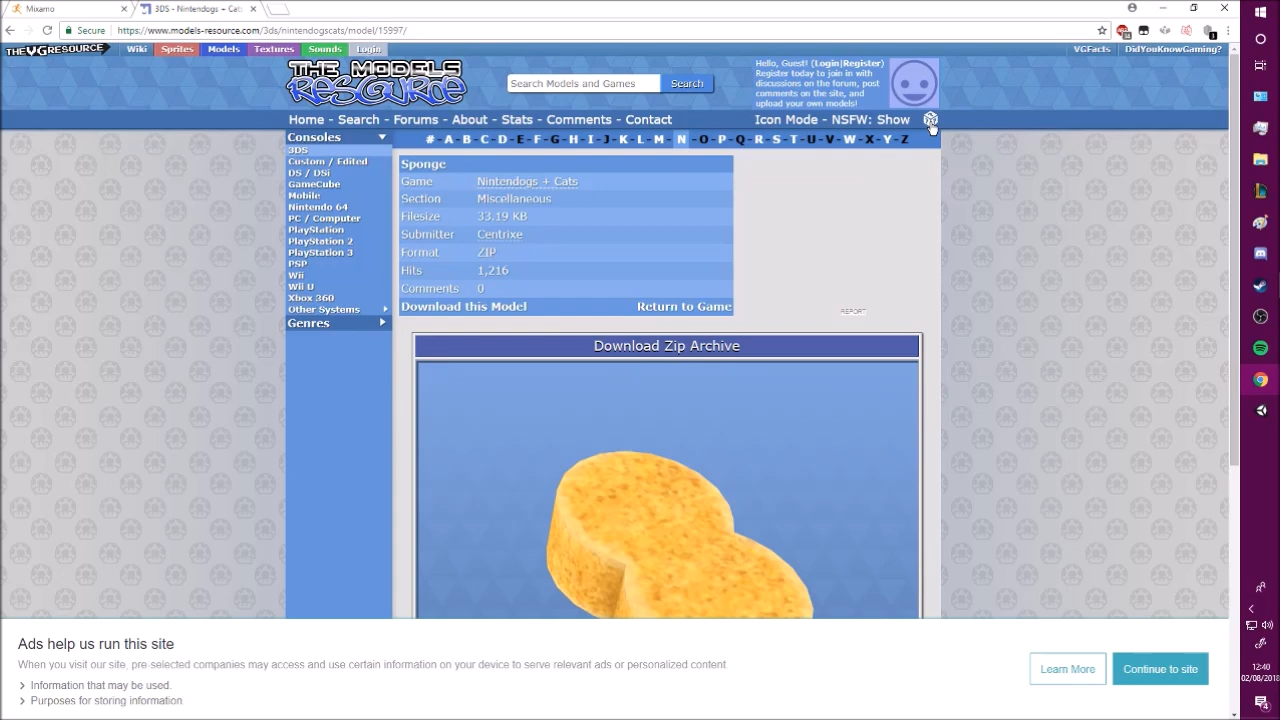 Mixamo
3DS - Nintendogs + Cats
Secure
https://www.models-resource.com/3ds/nintendogscats/model/15997/
THE VG RESOURCE
Wiki
Sprites
Models
Textures
Sounds
Login
VGFacts
DidYouKnowGaming?
THE MODELS
RESOURCE
Search Models and Games
Search
Hello, Guest! (Login|Register)
Register today to join in with
discussions on the forum, post
comments on the site, and
upload your own models!
Home - Search - Forums - About - Stats - Comments - Contact
Icon Mode - NSFW: Show
Consoles
# - A - B - C - D - E - F - G - H - I - J - K - L - M - N - O - P - Q - R - S - T - U - V - W - X - Y - Z
3DS
Custom / Edited
DS / DSi
GameCube
Mobile
Nintendo 64
PC / Computer
PlayStation
PlayStation 2
PlayStation 3
PSP
Wii
Wii U
Xbox 360
Other Systems
Genres
Sponge
Game Nintendogs + Cats
Section Miscellaneous
Filesize 33.19 KB
Submitter Centrixe
Format ZIP
Hits 1,216
Comments 0
Download this Model Return to Game
REPORT
Download Zip Archive
Ads help us run this site
When you visit our site, pre-selected companies may access and use certain information on your device to serve relevant ads or personalized content
Information that may be used.
Purposes for storing information
Learn More
Continue to site
12:40
02/08/2018